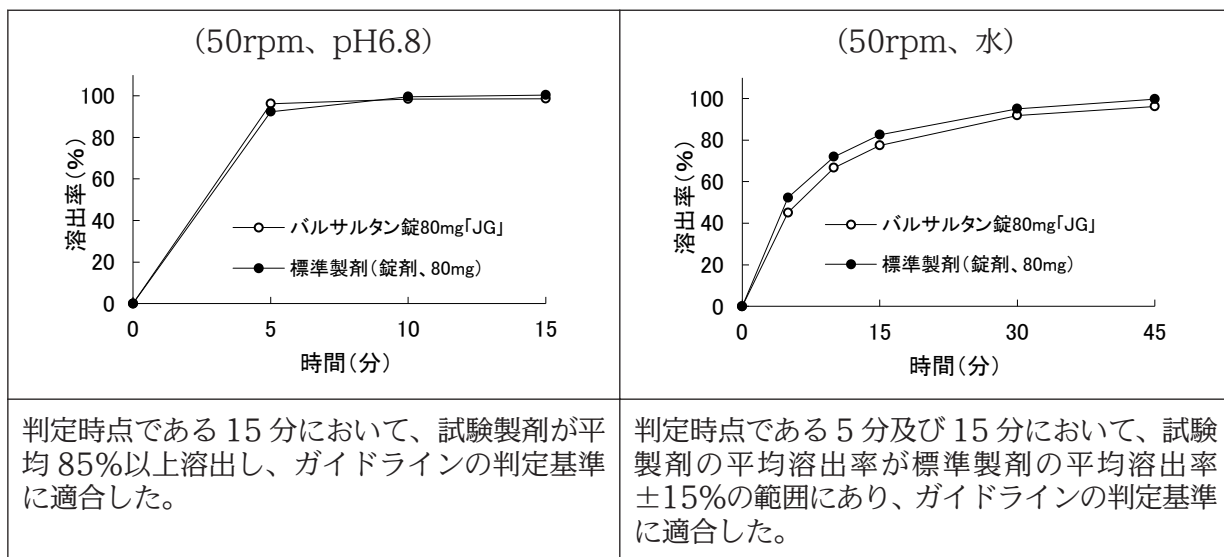 (50rpm、pH6.8)
100
80
60
40
20
0
溶出率(%)
バルサルタン錠80mg「JG」
標準製剤(錠剤、80mg)
0 5 10 15
時間(分)
判定時点である 15 分において、試験製剤が平
均 85%以上溶出し、ガイドラインの判定基準
に適合した。
(50rpm、水)
100
80
60
40
20
0
溶出率(%)
バルサルタン錠80mg「JG」
標準製剤(錠剤、80mg)
0 15 30 45
時間(分)
判定時点である 5 分及び 15 分において、試験
製剤の平均溶出率が標準製剤の平均溶出率
±15%の範囲にあり、ガイドラインの判定基準
に適合した。